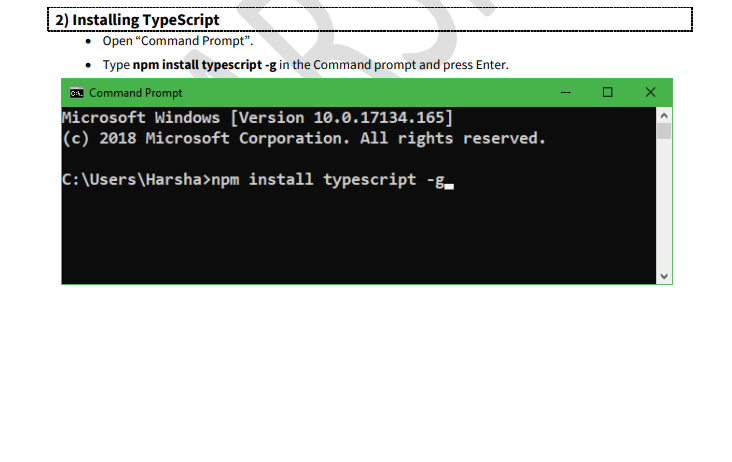 2) Installing TypeScript
• Open “Command Prompt”.
• Type npm install typescript -g in the Command prompt and press Enter.
Command Prompt
Microsoft Windows [Version 10.0.17134.165]
(c) 2018 Microsoft Corporation. All rights reserved.
C:\Users\Harsha>npm install typescript -g